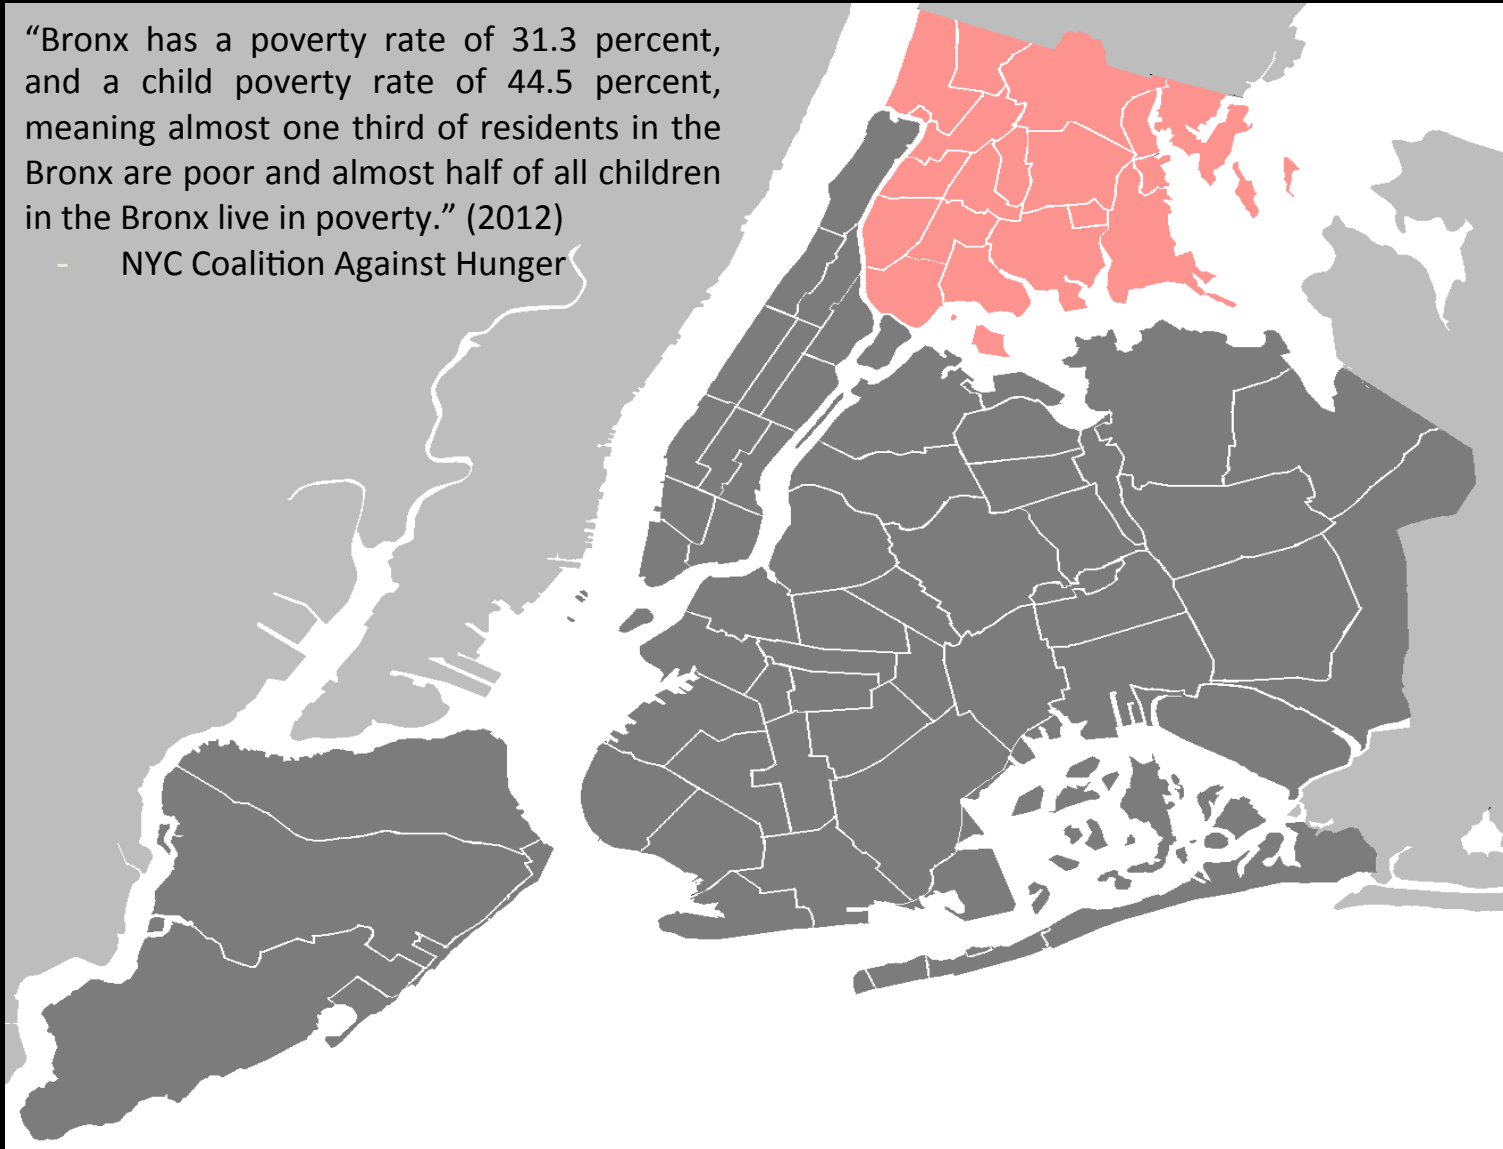 “Bronx has a poverty rate of 31.3 percent,
and a child poverty rate of 44.5 percent,
meaning almost one third of residents in the
Bronx are poor and almost half of all children
in the Bronx live in poverty.” (2012)
- NYC Coalition Against Hunger